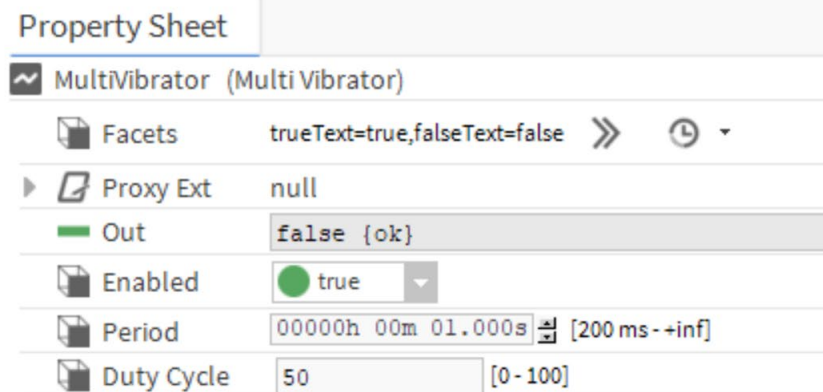 Property Sheet
MultiVibrator (Multi Vibrator)
Facets trueText=true,falseText=false
Proxy Ext null
Out false {ok}
Enabled true
Period 00000h 00m 01.000s [200 ms - +inf]
Duty Cycle 50 [0 - 100]